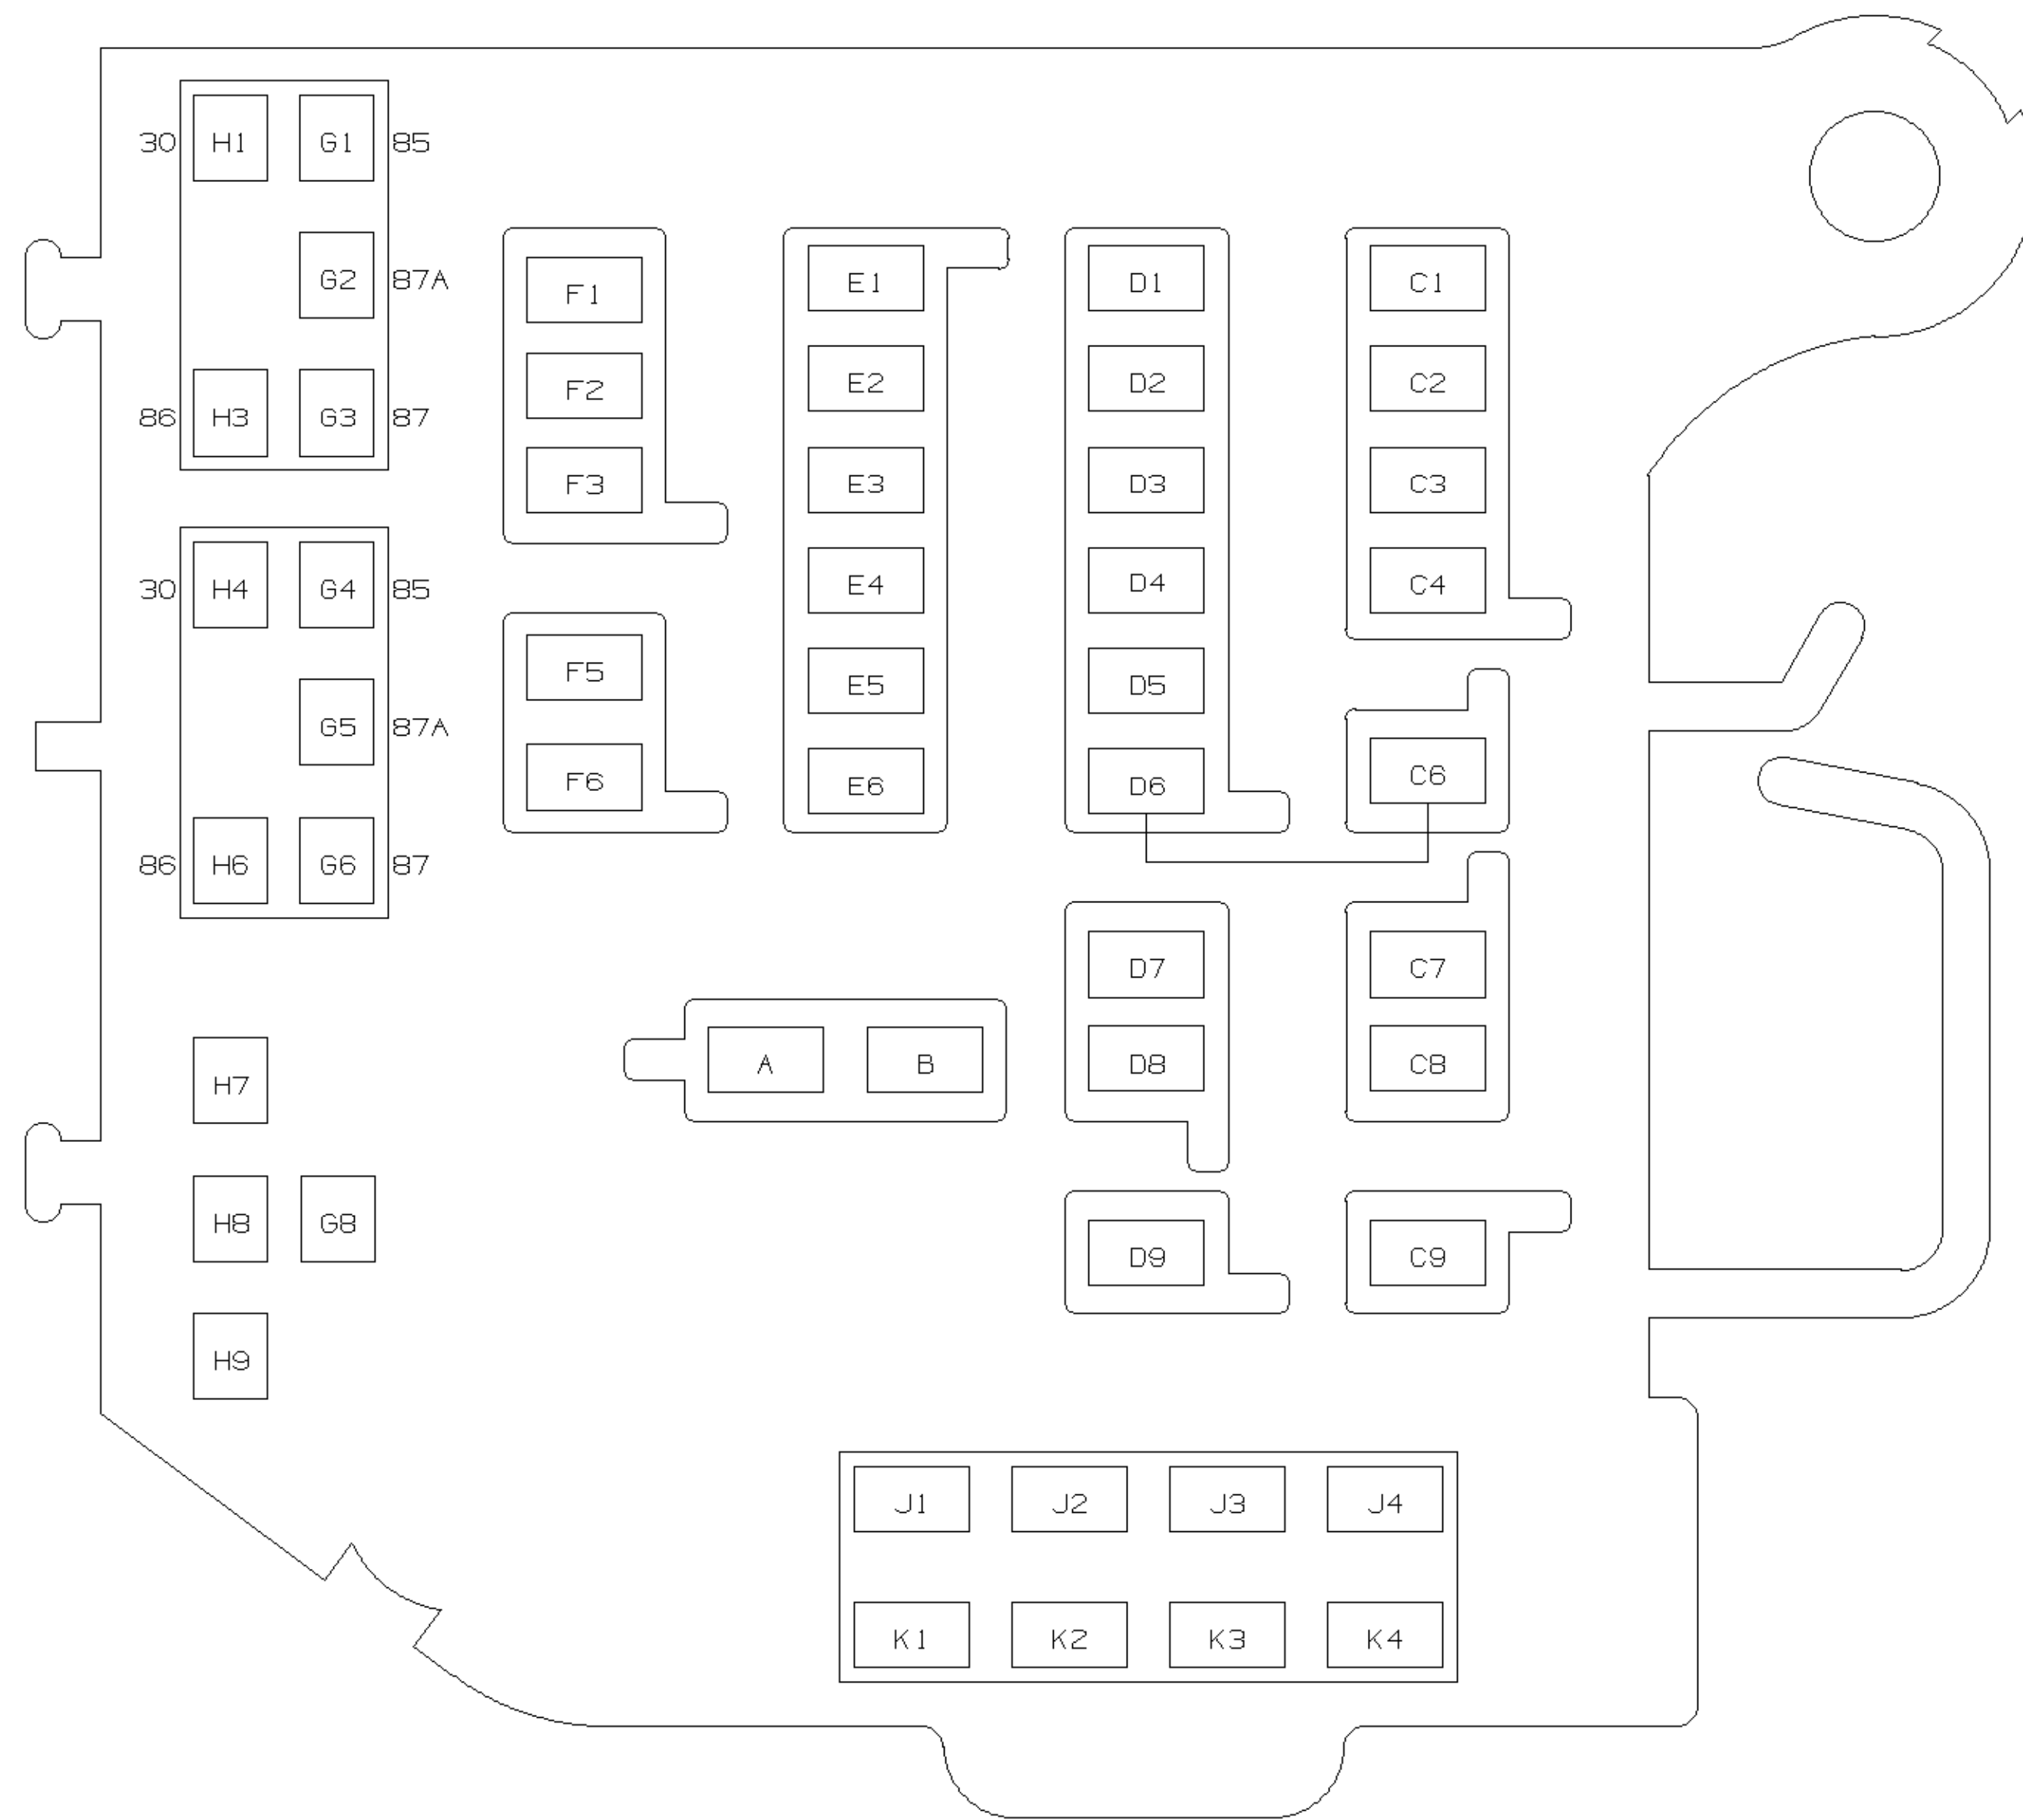 30 H1 G1 85
G2 87A
E1 D1 C1
F1
E2 D2 C2
F2
86 H3 G3 87
F3 E3 D3 C3
30 H4 G4 85
E4 D4 C4
F5 E5 D5
G5 87A
F6 E6 D6 C6
86 H6 G6 87
D7 C7
A B D8 C8
H7
H8 G8
D9 C9
H9
J1 J2 J3 J4
K1 K2 K3 K4